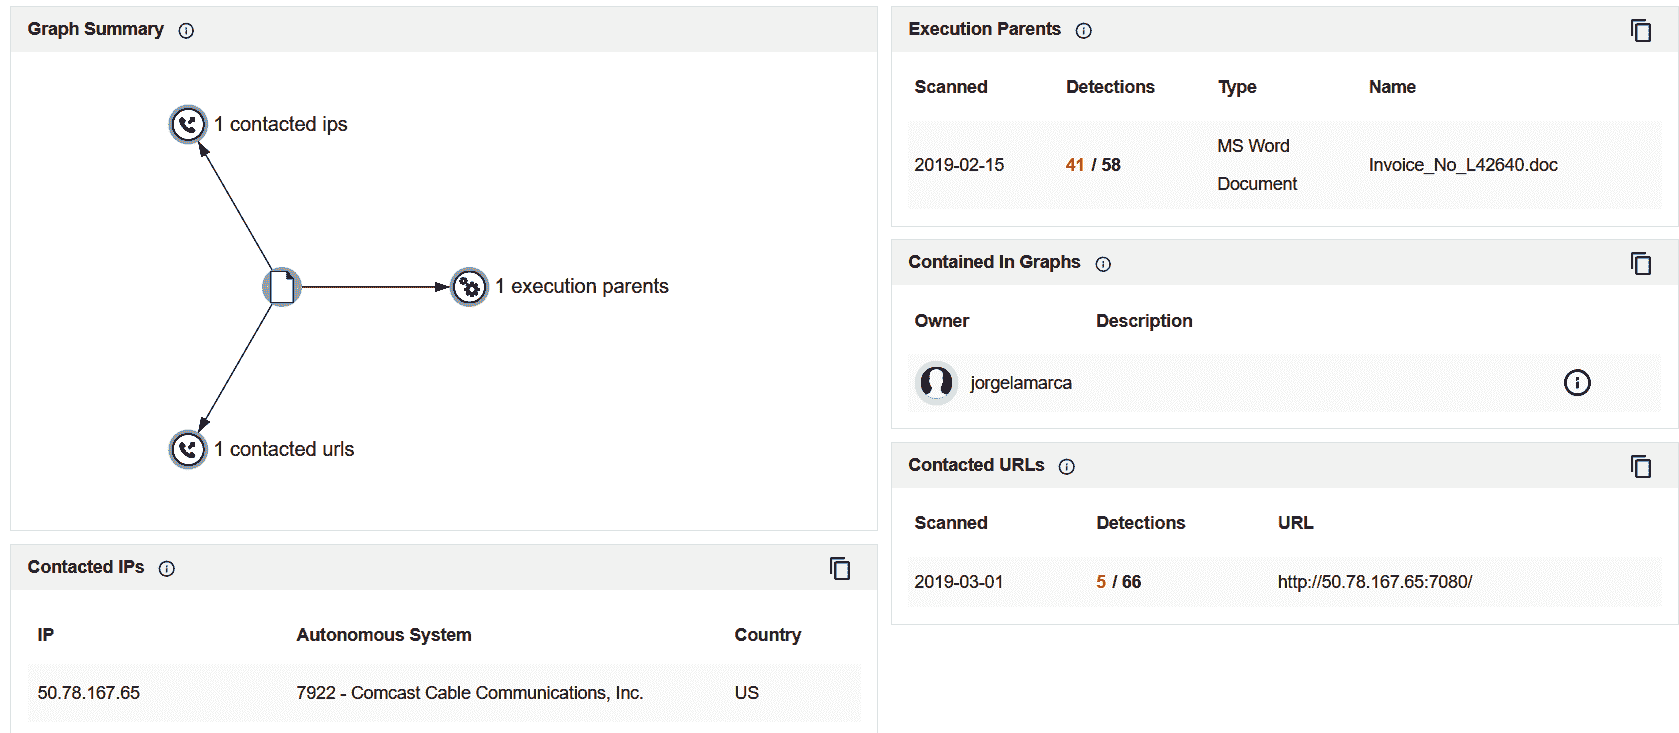 Graph Summary
1 contacted ips
1 execution parents
1 contacted urls
Contacted IPs
IP Autonomous System Country
50.78.167.65 7922 - Comcast Cable Communications, Inc. US
Execution Parents
Scanned Detections Type Name
2019-02-15 41 / 58 MS Word Document Invoice_No_L42640.doc
Contained In Graphs
Owner Description
jorgelamarca
Contacted URLs
Scanned Detections URL
2019-03-01 5 / 66 http://50.78.167.65:7080/